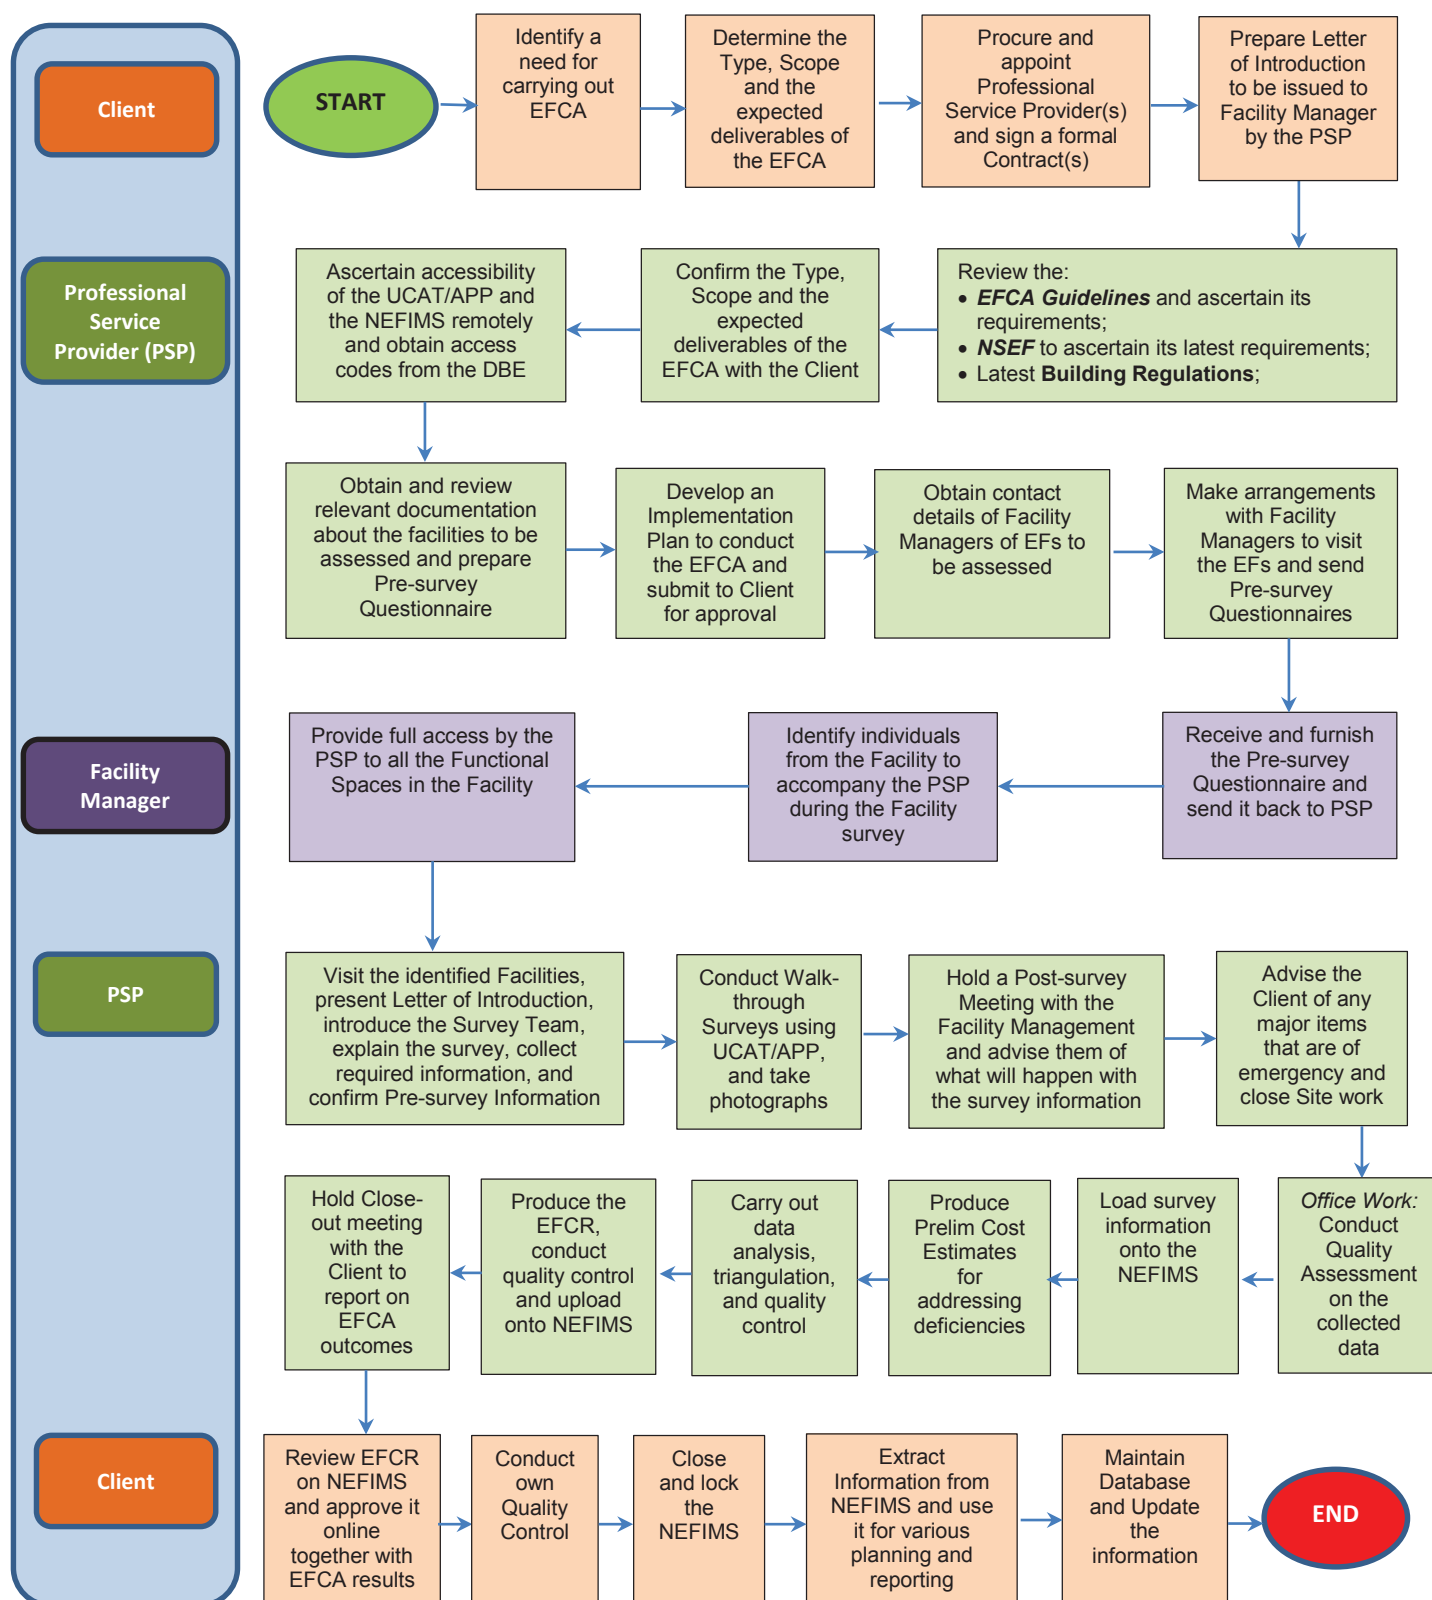 Client
START
Identify a
need for
carrying out
EFCA
Determine the
Type, Scope
and the
expected
deliverables of
the EFCA
Procure and
appoint
Professional
Service Provider(s)
and sign a formal
Contract(s)
Prepare Letter
of Introduction
to be issued to
Facility Manager
by the PSP
Professional
Service
Provider (PSP)
Review the:
• EFCA Guidelines and ascertain its
requirements;
• NSEF to ascertain its latest requirements;
• Latest Building Regulations;
Confirm the Type,
Scope and the
expected
deliverables of the
EFCA with the Client
Ascertain accessibility
of the UCAT/APP and
the NEFIMS remotely
and obtain access
codes from the DBE
Obtain and review
relevant documentation
about the facilities to be
assessed and prepare
Pre-survey
Questionnaire
Develop an
Implementation
Plan to conduct
the EFCA and
submit to Client
for approval
Obtain contact
details of Facility
Managers of EFs to
be assessed
Make arrangements
with Facility
Managers to visit
the EFs and send
Pre-survey
Questionnaires
Facility
Manager
Receive and furnish
the Pre-survey
Questionnaire and
send it back to PSP
Identify individuals
from the Facility to
accompany the PSP
during the Facility
survey
Provide full access by the
PSP to all the Functional
Spaces in the Facility
PSP
Visit the identified Facilities,
present Letter of Introduction,
introduce the Survey Team,
explain the survey, collect
required information, and
confirm Pre-survey Information
Conduct Walk-
through
Surveys using
UCAT/APP,
and take
photographs
Hold a Post-survey
Meeting with the
Facility Management
and advise them of
what will happen with
the survey information
Advise the
Client of any
major items
that are of
emergency and
close Site work
Office Work:
Conduct
Quality
Assessment
on the
collected
data
Load survey
information
onto the
NEFIMS
Produce
Prelim Cost
Estimates
for
addressing
deficiencies
Carry out
data
analysis,
triangulation,
and quality
control
Produce the
EFCR,
conduct
quality control
and upload
onto NEFIMS
Hold Close-
out meeting
with the
Client to
report on
EFCA
outcomes
Client
Review EFCR
on NEFIMS
and approve it
online
together with
EFCA results
Conduct
own
Quality
Control
Close
and lock
the
NEFIMS
Extract
Information from
NEFIMS and use
it for various
planning and
reporting
Maintain
Database
and Update
the
information
END